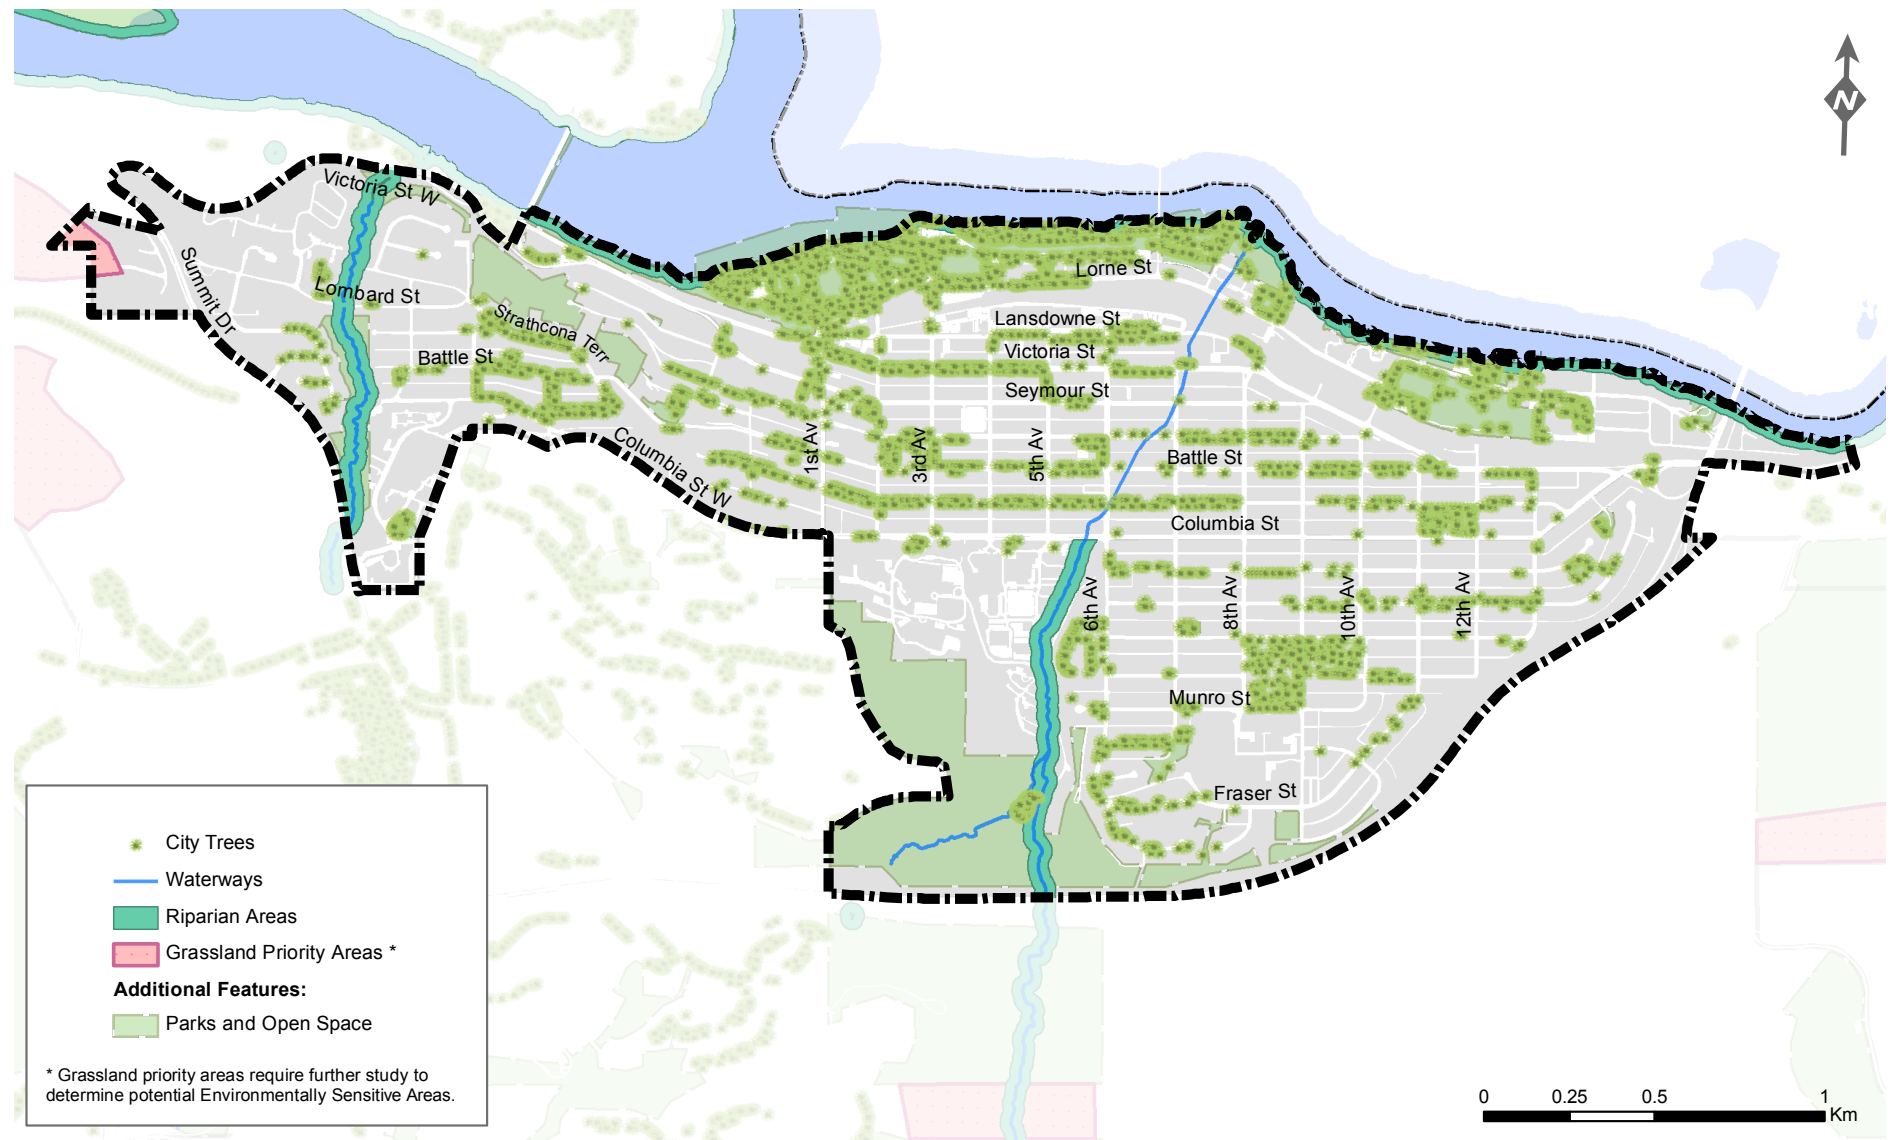 N
Victoria St W
Summit Dr
Lombard St
Strathcona Terr
Battle St
Columbia St W
Lorne St
Lansdowne St
Victoria St
Seymour St
1st Av
3rd Av
5th Av
Battle St
Columbia St
6th Av
8th Av
10th Av
12th Av
Munro St
Fraser St
City Trees
Waterways
Riparian Areas
Grassland Priority Areas *
Additional Features:
Parks and Open Space
* Grassland priority areas require further study to
determine potential Environmentally Sensitive Areas.
0 0.25 0.5 1
Km